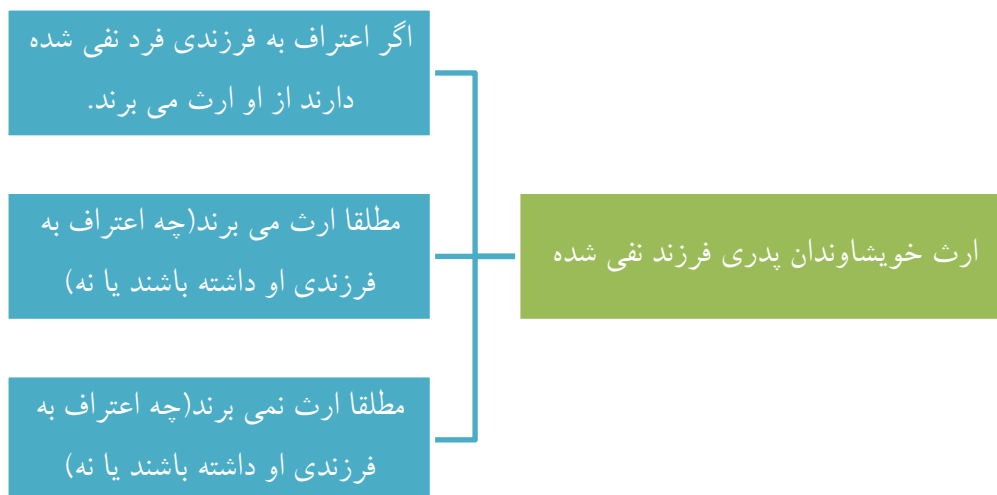 ارث خویشاوندان پدری فرزند نفی شده
اگر اعتراف به فرزندی فرد نفی شده
دارند از او ارث می برند.
مطلقا ارث می برند(چه اعتراف به
فرزندی او داشته باشند یا نه)
مطلقا ارث نمی برند(چه اعتراف به
فرزندی او داشته باشند یا نه)